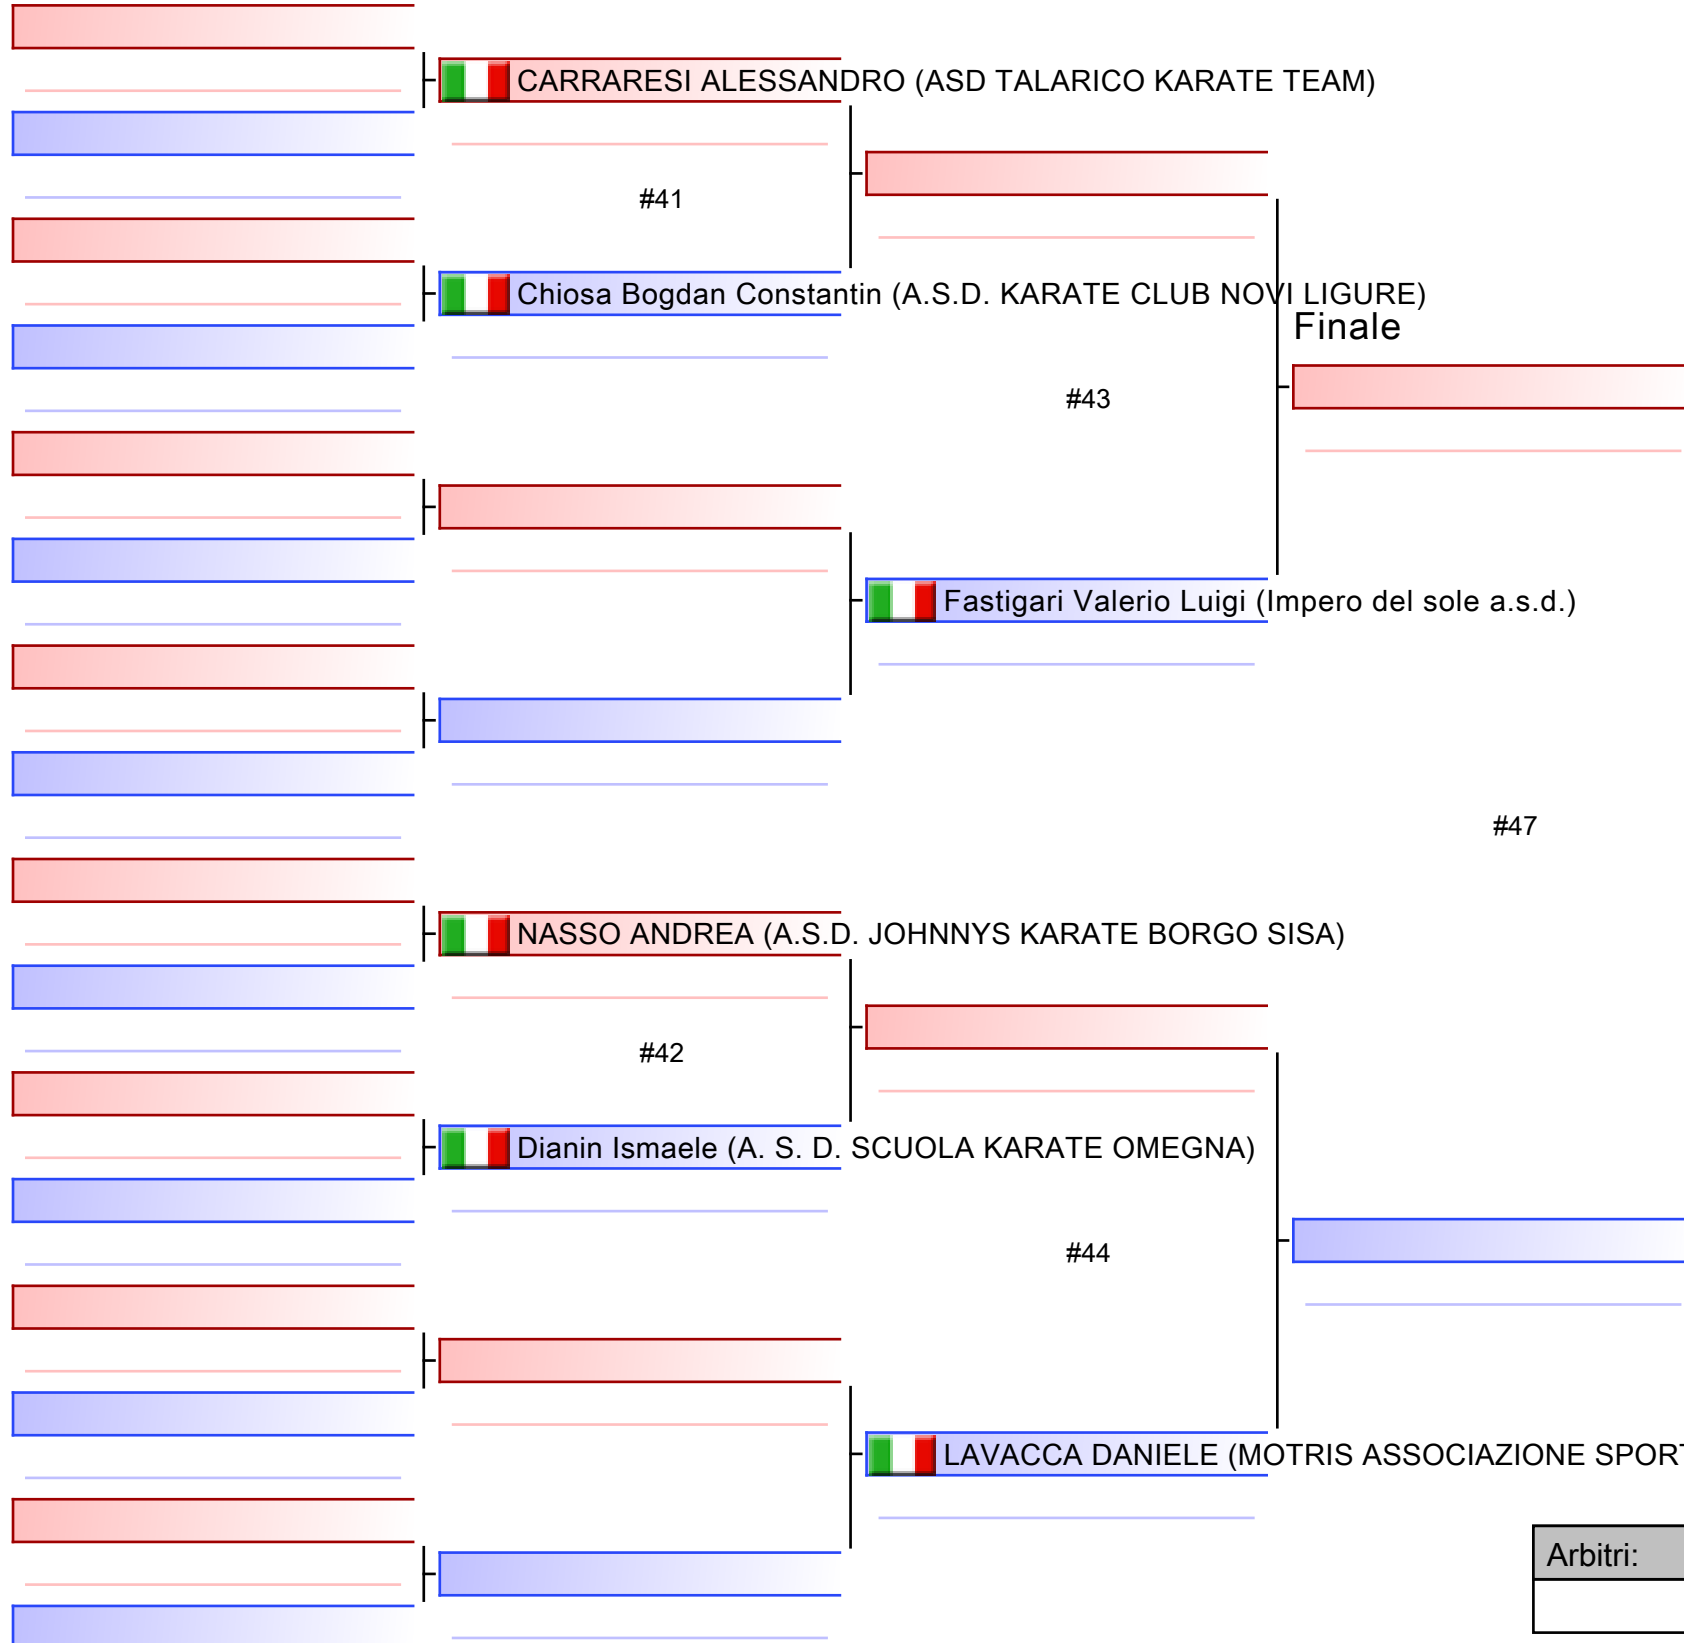 CARRARESI ALESSANDRO (ASD TALARICO KARATE TEAM)
#41
Chiosa Bogdan Constantin (A.S.D. KARATE CLUB NOVI LIGURE)
Finale
#43
Fastigari Valerio Luigi (Impero del sole a.s.d.)
#47
NASSO ANDREA (A.S.D. JOHNNYS KARATE BORGO SISA)
#42
Dianin Ismaele (A. S. D. SCUOLA KARATE OMEGNA)
#44
LAVACCA DANIELE (MOTRIS ASSOCIAZIONE SPORT
Arbitri: